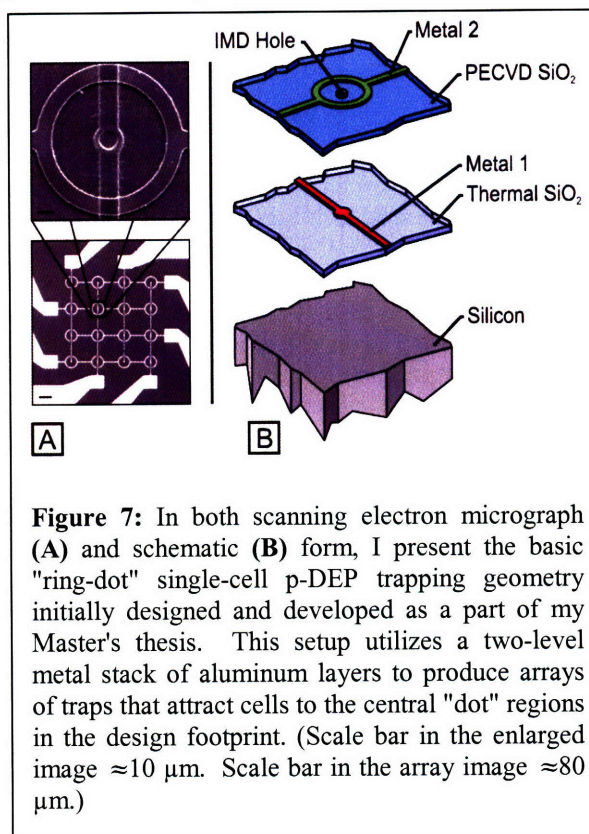 IMD Hole
Metal 2
PECVD SiO₂
Metal 1
Thermal SiO₂
Silicon
A
B
Figure 7: In both scanning electron micrograph
(A) and schematic (B) form, I present the basic
"ring-dot" single-cell p-DEP trapping geometry
initially designed and developed as a part of my
Master's thesis. This setup utilizes a two-level
metal stack of aluminum layers to produce arrays
of traps that attract cells to the central "dot" regions
in the design footprint. (Scale bar in the enlarged
image ≈10 μm. Scale bar in the array image ≈80
μm.)